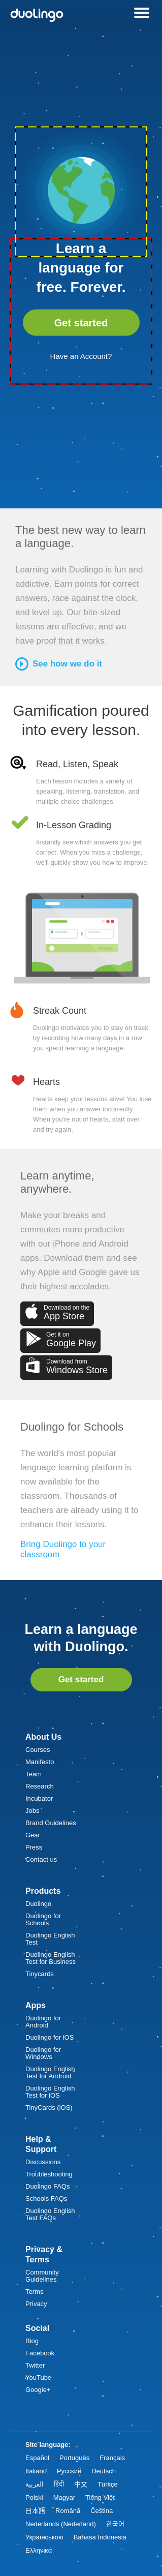 duolingo
Learn a
language for
free. Forever.
Get started
Have an Account?
The best new way to learn
a language.
Learning with Duolingo is fun and
addictive. Earn points for correct
answers, race against the clock,
and level up. Our bite-sized
lessons are effective, and we
have proof that it works.
See how we do it
Gamification poured
into every lesson.
Read, Listen, Speak
Each lesson includes a variety of
speaking, listening, translation, and
multiple choice challenges.
In-Lesson Grading
Instantly see which answers you get
correct. When you miss a challenge,
we'll quickly show you how to improve.
Streak Count
Duolingo motivates you to stay on track
by recording how many days in a row
you spend learning a language.
Hearts
Hearts keep your lessons alive! You lose
them when you answer incorrectly.
When you're out of hearts, start over
and try again.
Learn anytime,
anywhere.
Make your breaks and
commutes more productive
with our iPhone and Android
apps. Download them and see
why Apple and Google gave us
their highest accolades.
Download on the
App Store
Get it on
Google Play
Download from
Windows Store
Duolingo for Schools
The world's most popular
language learning platform is
now available for the
classroom. Thousands of
teachers are already using it to
enhance their lessons.
Bring Duolingo to your
classroom
Learn a language
with Duolingo.
Get started
About Us
Courses
Manifesto
Team
Research
Incubator
Jobs
Brand Guidelines
Gear
Press
Contact us
Products
Duolingo
Duolingo for
Schools
Duolingo English
Test
Duolingo English
Test for Business
Tinycards
Apps
Duolingo for
Android
Duolingo for iOS
Duolingo for
Windows
Duolingo English
Test for Android
Duolingo English
Test for iOS
TinyCards (iOS)
Help &
Support
Discussions
Troubleshooting
Duolingo FAQs
Schools FAQs
Duolingo English
Test FAQs
Privacy &
Terms
Community
Guidelines
Terms
Privacy
Social
Blog
Facebook
Twitter
YouTube
Google+
Site language:
Español Português Français
Italiano Русский Deutsch
العربية हिंदी 中文 Türkçe
Polski Magyar Tiếng Việt
日本語 Română Čeština
Nederlands (Nederland) 한국어
Українською Bahasa Indonesia
Ελληνικά